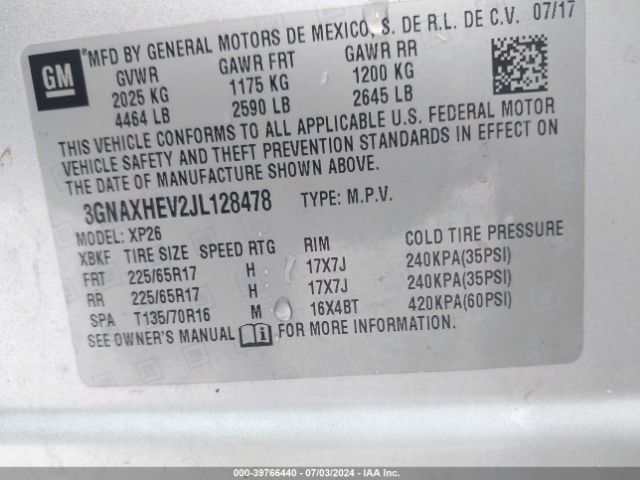 GM
*MFD BY GENERAL MOTORS DE MEXICO, S. DE R.L. DE C.V. 07/17
GVWR GAWR FRT GAWR RR
2025 KG 1175 KG 1200 KG
4464 LB 2590 LB 2645 LB
THIS VEHICLE CONFORMS TO ALL APPLICABLE U.S. FEDERAL MOTOR
VEHICLE SAFETY AND THEFT PREVENTION STANDARDS IN EFFECT ON
THE DATE OF MANUFACTURE SHOWN ABOVE.
3GNAXHEV2JL128478 TYPE: M.P.V.
MODEL: XP26
XBKF TIRE SIZE SPEED RTG RIM COLD TIRE PRESSURE
FRT 225/65R17 H 17X7J 240KPA(35PSI)
RR 225/65R17 H 17X7J 240KPA(35PSI)
SPA T135/70R16 M 16X4BT 420KPA(60PSI)
SEE OWNER'S MANUAL FOR MORE INFORMATION.
000-39766440 - 07/03/2024 - IAA, Inc.